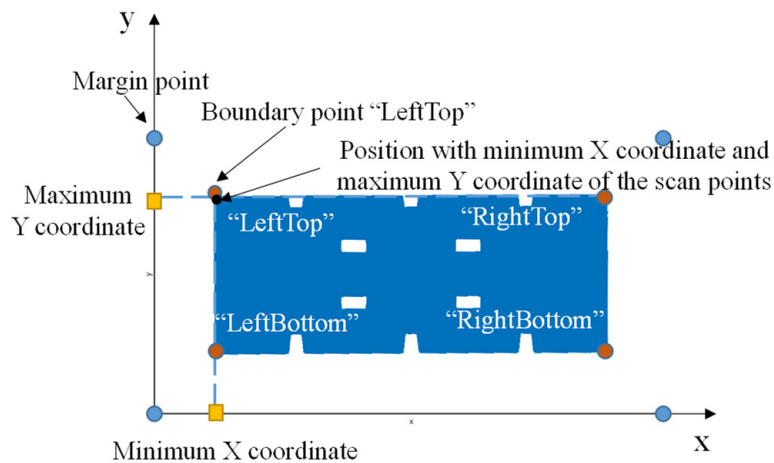 y
Margin point
Boundary point “LeftTop”
Position with minimum X coordinate and
maximum Y coordinate of the scan points
Maximum
Y coordinate
“LeftTop”
“RightTop”
y
“LeftBottom”
“RightBottom”
x
x
Minimum X coordinate